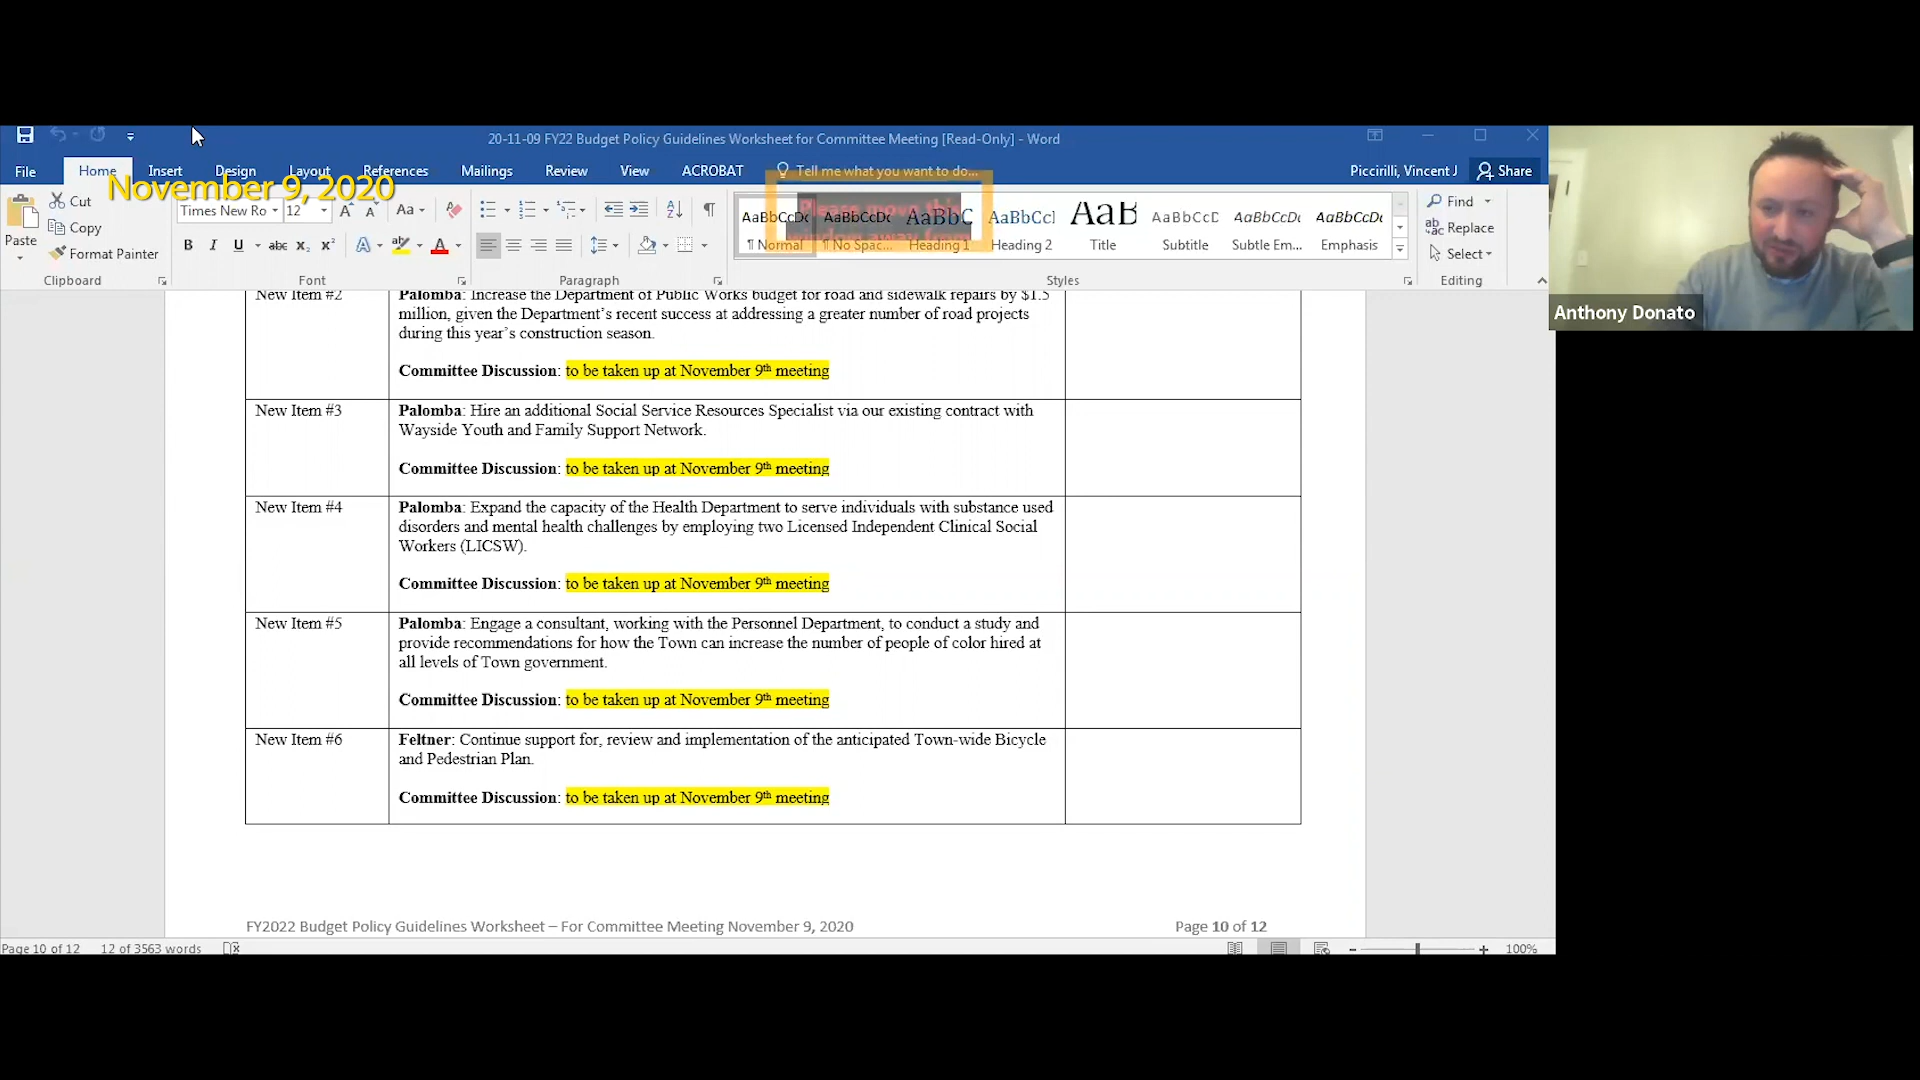 20-11-09 FY22 Budget Policy Guidelines Worksheet for Committee Meeting [Read-Only] - Word
File Home Insert Design Layout References Mailings Review View ACROBAT Tell me what you want to do... Piccirilli, Vincent J Share
November 9, 2020
Cut
Copy
Format Painter
Paste
Clipboard
Times New Ro 12
Font
Paragraph
Please move this
window away from
AaBbCcDc AaBbCcDc AaBbC AaBbCcl AaB AaBbCcD AaBbCcDc AaBbCcDc
¶ Normal ¶ No Spac... Heading 1 Heading 2 Title Subtitle Subtle Em... Emphasis
Styles
Find
Replace
Select
Editing
Anthony Donato
New Item #2 Palomba: Increase the Department of Public Works budget for road and sidewalk repairs by $1.5
million, given the Department's recent success at addressing a greater number of road projects
during this year's construction season.
Committee Discussion: to be taken up at November 9th meeting
New Item #3 Palomba: Hire an additional Social Service Resources Specialist via our existing contract with
Wayside Youth and Family Support Network.
Committee Discussion: to be taken up at November 9th meeting
New Item #4 Palomba: Expand the capacity of the Health Department to serve individuals with substance used
disorders and mental health challenges by employing two Licensed Independent Clinical Social
Workers (LICSW).
Committee Discussion: to be taken up at November 9th meeting
New Item #5 Palomba: Engage a consultant, working with the Personnel Department, to conduct a study and
provide recommendations for how the Town can increase the number of people of color hired at
all levels of Town government.
Committee Discussion: to be taken up at November 9th meeting
New Item #6 Feltner: Continue support for, review and implementation of the anticipated Town-wide Bicycle
and Pedestrian Plan.
Committee Discussion: to be taken up at November 9th meeting
FY2022 Budget Policy Guidelines Worksheet – For Committee Meeting November 9, 2020 Page 10 of 12
Page 10 of 12 12 of 3563 words 100%